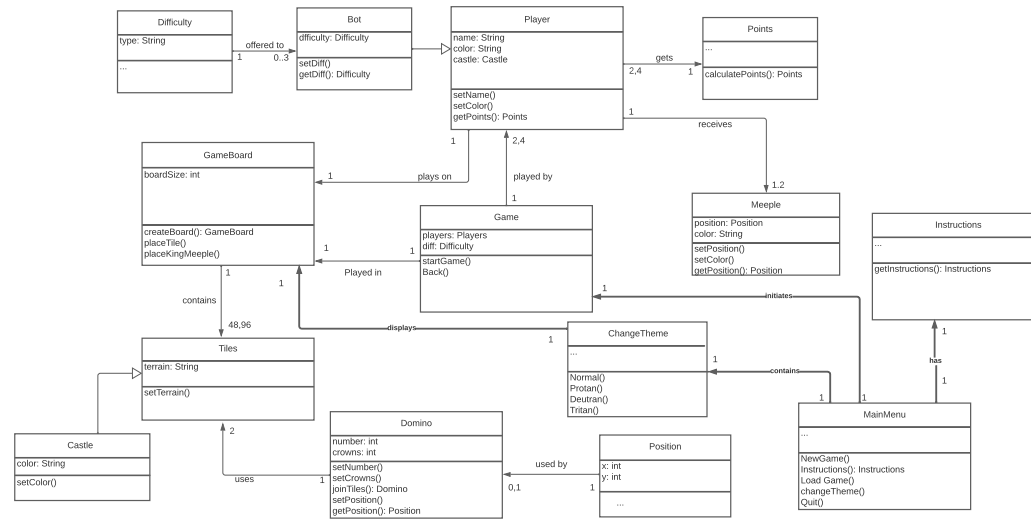 Difficulty
type: String
...
offered to
1
0..3
Bot
dfficulty: Difficulty
setDiff()
getDiff(): Difficulty
Player
name: String
color: String
castle: Castle
setName()
setColor()
getPoints(): Points
gets
2,4
1
Points
...
calculatePoints(): Points
1
receives
1.2
Meeple
position: Position
color: String
setPosition()
setColor()
getPosition(): Position
1
plays on
1
2,4
played by
1
GameBoard
boardSize: int
createBoard(): GameBoard
placeTile()
placeKingMeeple()
Game
players: Players
diff: Difficulty
startGame()
Back()
1
Played in
1
Instructions
...
getInstructions(): Instructions
1
contains
48,96
1
displays
1
1
initiates
1
ChangeTheme
...
Normal()
Protan()
Deutran()
Tritan()
1
contains
1
1
has
1
Tiles
terrain: String
setTerrain()
MainMenu
...
NewGame()
Instructions(): Instructions
Load Game()
changeTheme()
Quit()
Castle
color: String
setColor()
2
uses
1
Domino
number: int
crowns: int
setNumber()
setCrowns()
joinTiles(): Domino
setPosition()
getPosition(): Position
used by
0,1
1
Position
x: int
y: int
...